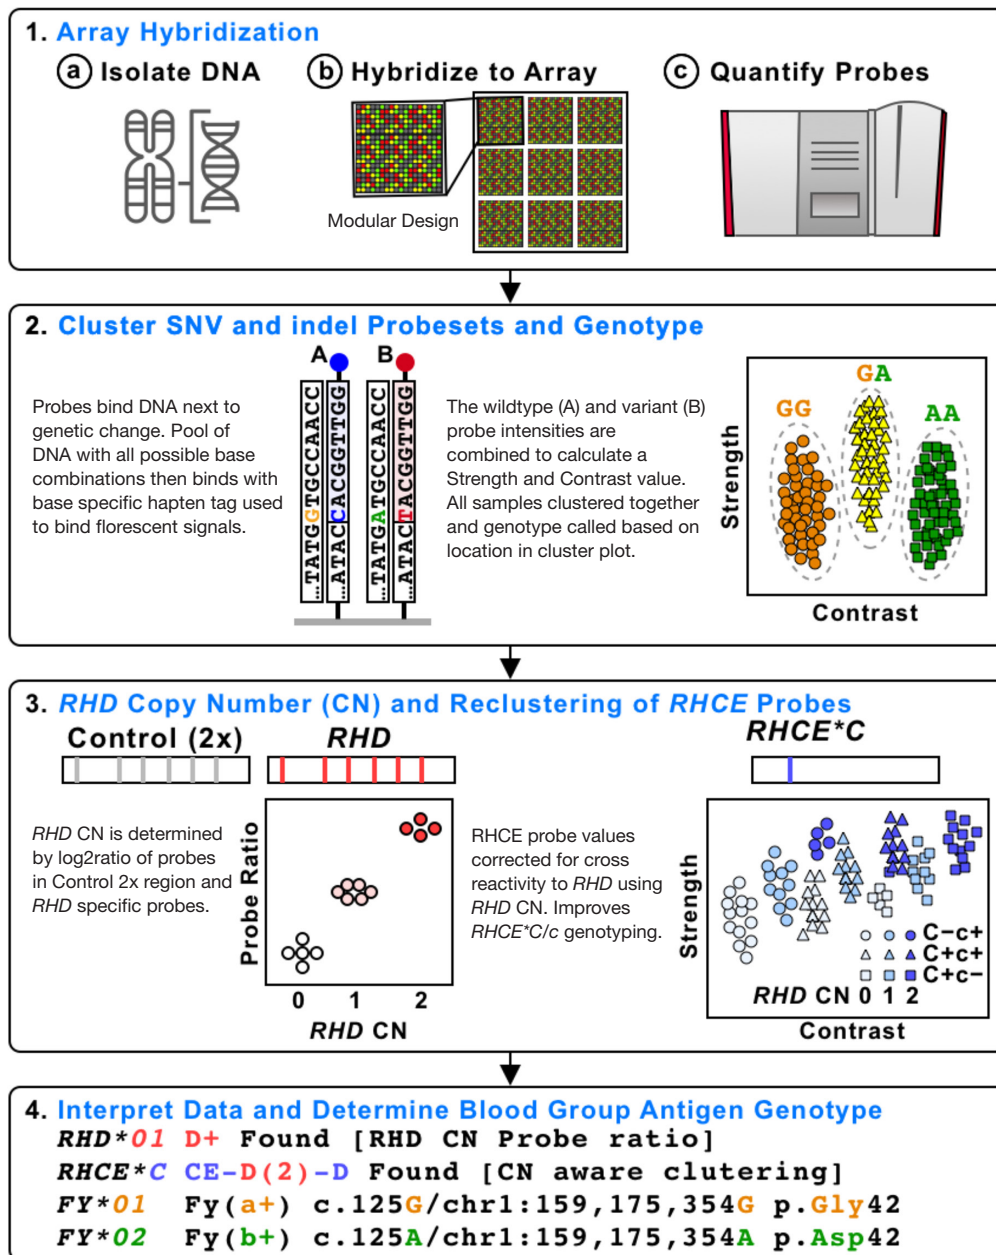 1. Array Hybridization
a Isolate DNA
b Hybridize to Array
c Quantify Probes
Modular Design
2. Cluster SNV and indel Probesets and Genotype
Probes bind DNA next to
genetic change. Pool of
DNA with all possible base
combinations then binds with
base specific hapten tag used
to bind florescent signals.
A
B
...TATGGTGCCAACC
...ATACCACGGTTGG
...TATGATGCCAACC
...ATACTACGGTTGG
The wildtype (A) and variant (B)
probe intensities are
combined to calculate a
Strength and Contrast value.
All samples clustered together
and genotype called based on
location in cluster plot.
GG
GA
AA
Strength
Contrast
3. RHD Copy Number (CN) and Reclustering of RHCE Probes
Control (2x)
RHD
RHCE*C
RHD CN is determined
by log2ratio of probes
in Control 2x region and
RHD specific probes.
Probe Ratio
0 1 2
RHD CN
RHCE probe values
corrected for cross
reactivity to RHD using
RHD CN. Improves
RHCE*C/c genotyping.
Strength
C−c+
C+c+
C+c−
RHD CN 0 1 2
Contrast
4. Interpret Data and Determine Blood Group Antigen Genotype
RHD*01 D+ Found [RHD CN Probe ratio]
RHCE*C CE-D(2)-D Found [CN aware clutering]
FY*01 Fy(a+) c.125G/chr1:159,175,354G p.Gly42
FY*02 Fy(b+) c.125A/chr1:159,175,354A p.Asp42